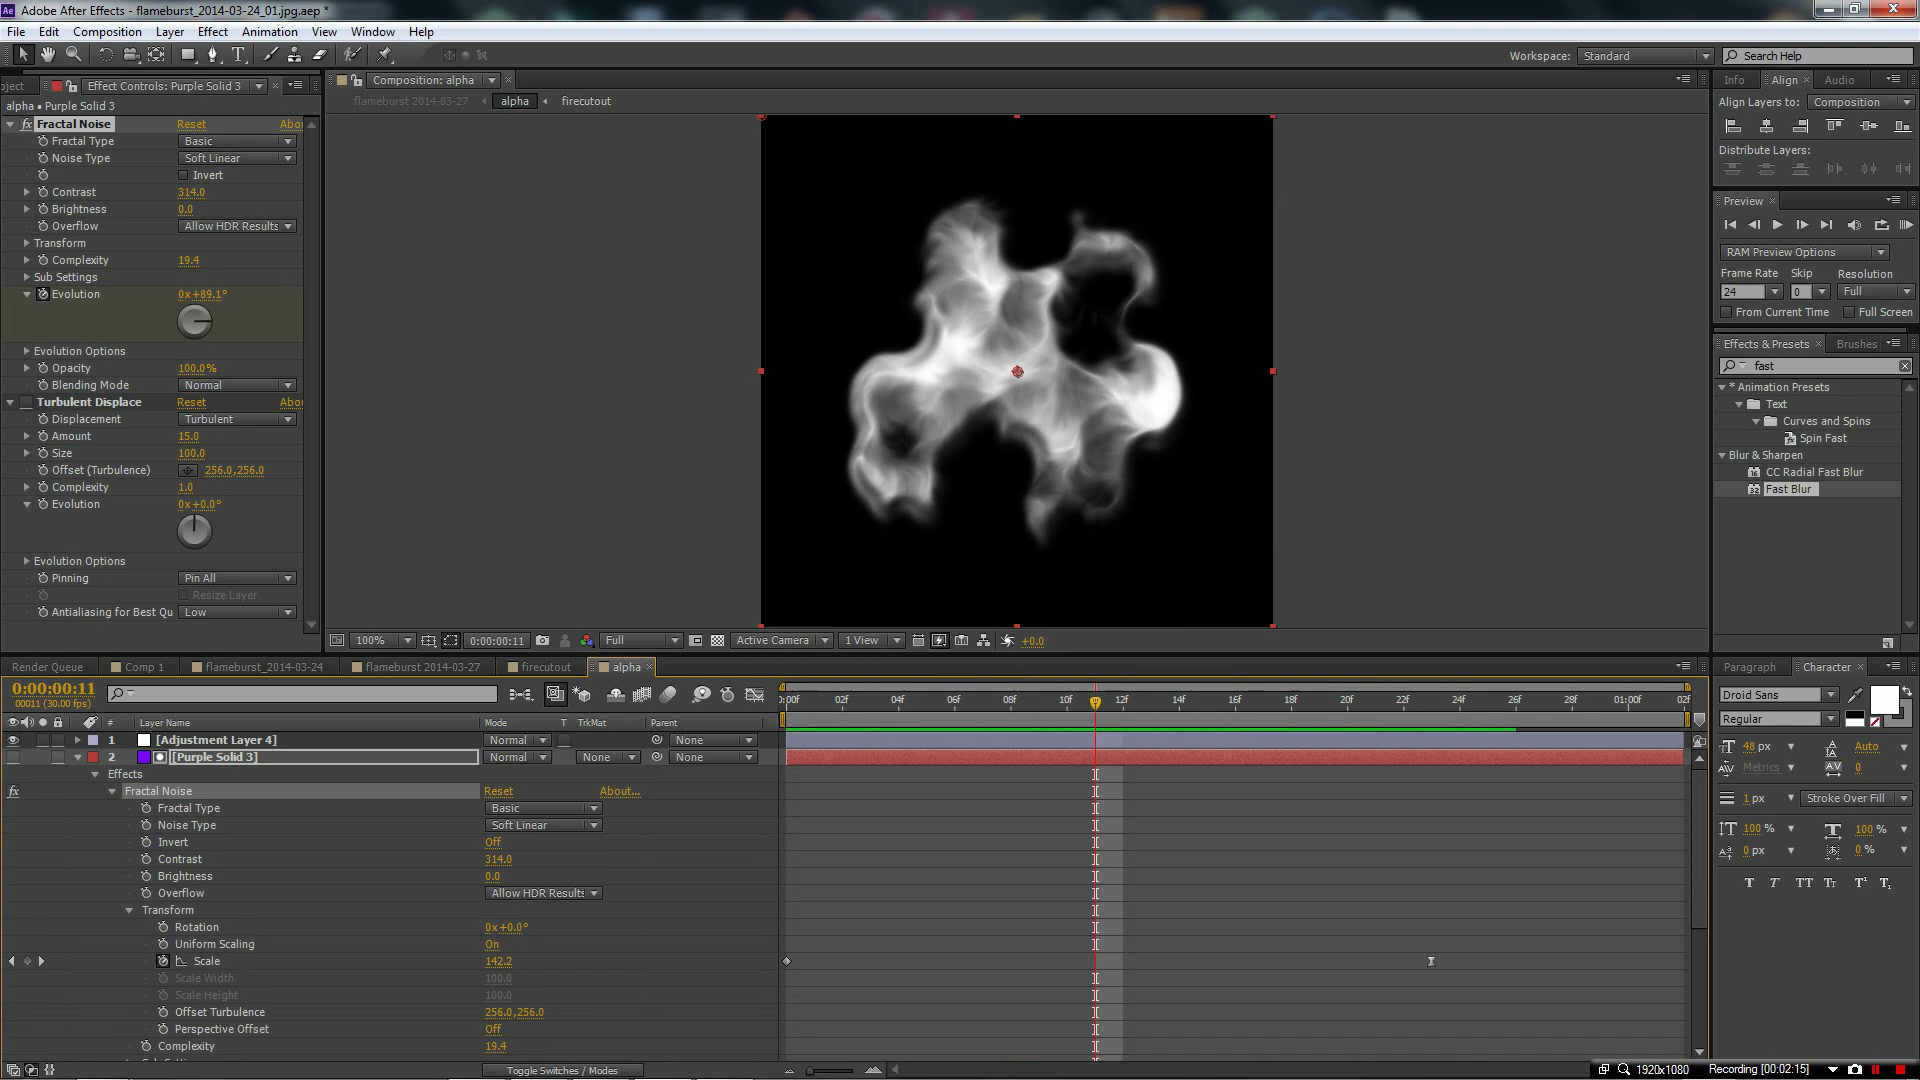 Adobe After Effects - flameburst_2014-03-24_01.jpg.aep *
File Edit Composition Layer Effect Animation View Window Help
Workspace: Standard Search Help
oject Effect Controls: Purple Solid 3
alpha • Purple Solid 3
Fractal Noise Reset Abou
Fractal Type Basic
Noise Type Soft Linear
Invert
Contrast 314.0
Brightness 0.0
Overflow Allow HDR Results
Transform
Complexity 19.4
Sub Settings
Evolution 0x+89.1°
Evolution Options
Opacity 100.0%
Blending Mode Normal
Turbulent Displace Reset Abou
Displacement Turbulent
Amount 15.0
Size 100.0
Offset (Turbulence) 256.0,256.0
Complexity 1.0
Evolution 0x+0.0°
Evolution Options
Pinning Pin All
Resize Layer
Antialiasing for Best Qu Low
Composition: alpha
flameburst 2014-03-27 alpha firecutout
100% 0:00:00:11 Full Active Camera 1 View +0.0
Info Align Audio
Align Layers to: Composition
Distribute Layers:
Preview
RAM Preview Options
Frame Rate Skip Resolution
24 0 Full
From Current Time Full Screen
Effects & Presets Brushes
fast
* Animation Presets
Text
Curves and Spins
Spin Fast
Blur & Sharpen
CC Radial Fast Blur
Fast Blur
Render Queue Comp 1 flameburst_2014-03-24 flameburst 2014-03-27 firecutout alpha
0:00:00:11
00011 (30.00 fps)
:00F 02f 04f 06f 08f 10f 12f 14f 16f 18f 20f 22f 24f 26f 28f 01:00f 02f
# Layer Name Mode T TrkMat Parent
1 [Adjustment Layer 4] Normal None
2 [Purple Solid 3] Normal None None
Effects
Fractal Noise Reset About...
Fractal Type Basic
Noise Type Soft Linear
Invert Off
Contrast 314.0
Brightness 0.0
Overflow Allow HDR Results
Transform
Rotation 0x+0.0°
Uniform Scaling On
Scale 142.2
Scale Width 100.0
Scale Height 100.0
Offset Turbulence 256.0,256.0
Perspective Offset Off
Complexity 19.4
Toggle Switches / Modes
Paragraph Character
Droid Sans
Regular
48 px Auto
Metrics 0
1 px Stroke Over Fill
100 % 100 %
0 px 0 %
1920x1080 Recording [00:02:15]